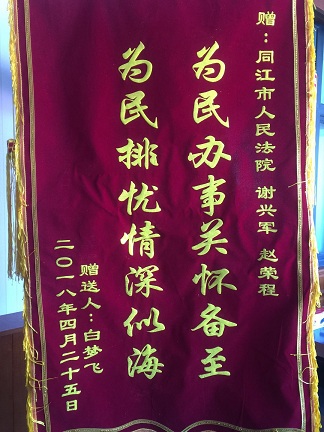 赠：同江市人民法院 谢兴军 赵荣程
为民办事关怀备至
为民排忧情深似海
赠送人：白梦飞
二〇一八年四月二十五日